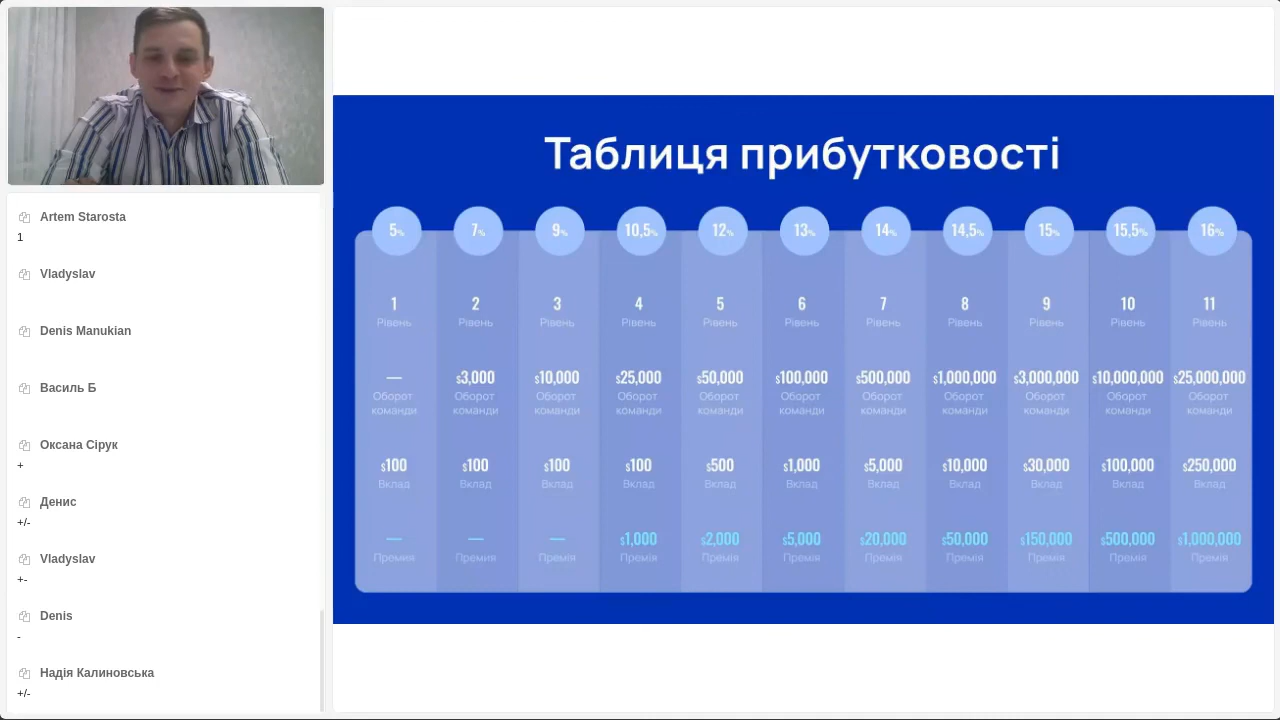 Artem Starosta
1
Vladyslav
Denis Manukian
Василь Б
Оксана Сірук
+
Денис
+/-
Vladyslav
+-
Denis
-
Надія Калиновська
+/-
Таблиця прибутковості
5% 7% 9% 10,5% 12% 13% 14% 14,5% 15% 15,5% 16%
1 2 3 4 5 6 7 8 9 10 11
Рівень Рівень Рівень Рівень Рівень Рівень Рівень Рівень Рівень Рівень Рівень
— $3,000 $10,000 $25,000 $50,000 $100,000 $500,000 $1,000,000 $3,000,000 $10,000,000 $25,000,000
Оборот Оборот Оборот Оборот Оборот Оборот Оборот Оборот Оборот Оборот Оборот
команди команди команди команди команди команди команди команди команди команди команди
$100 $100 $100 $100 $500 $1,000 $5,000 $10,000 $30,000 $100,000 $250,000
Вклад Вклад Вклад Вклад Вклад Вклад Вклад Вклад Вклад Вклад Вклад
— — — $1,000 $2,000 $5,000 $20,000 $50,000 $150,000 $500,000 $1,000,000
Премия Премия Премія Премія Премія Премія Премія Премія Премія Премія Премія